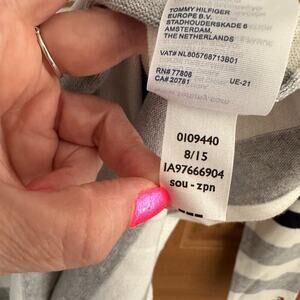 TOMMY HILFIGER
EUROPE B.V.
STADHOUDERSKADE 6
AMSTERDAM,
THE NETHERLANDS
VAT# NL805768713B01
RN# 77806
CA# 20781
UE-21
0109440
8/15
IA97666904
sou - zpn